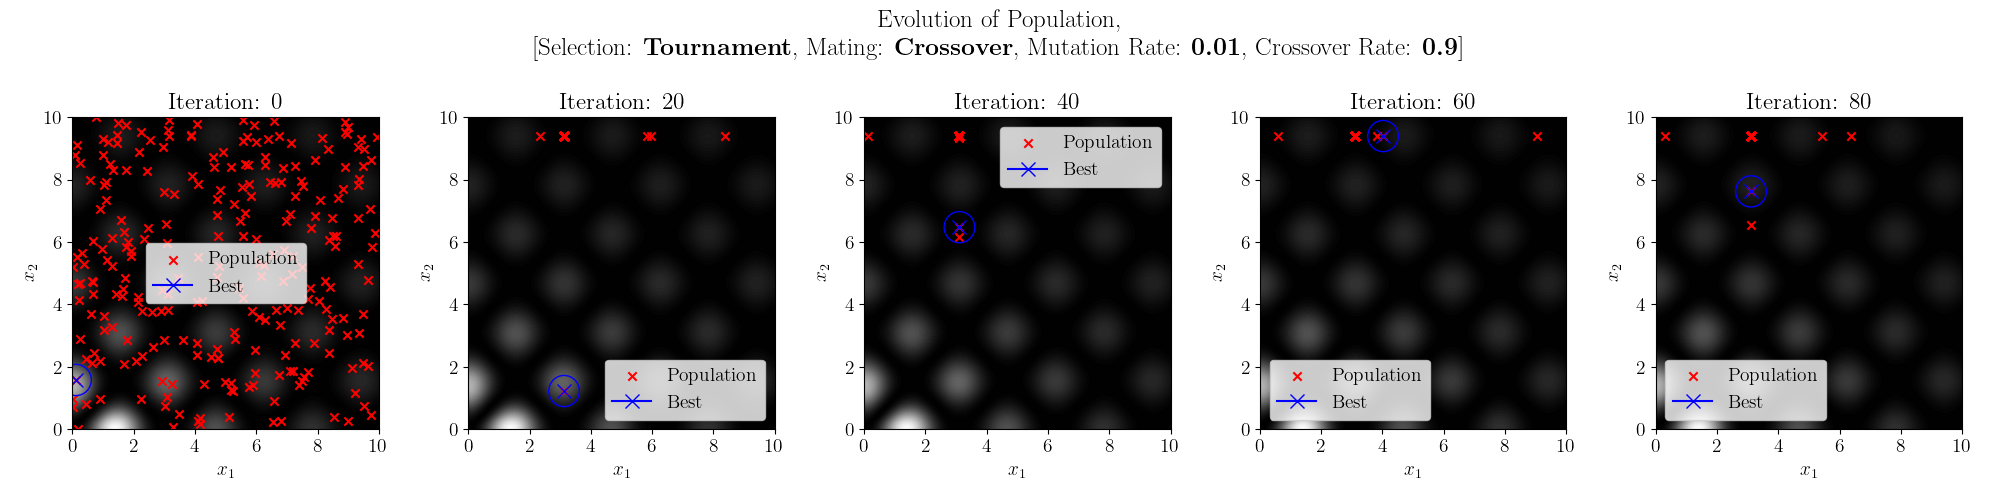 Evolution of Population,
[Selection: Tournament, Mating: Crossover, Mutation Rate: 0.01, Crossover Rate: 0.9]
Iteration: 0
10
8
6
4
2
0
x2
0 2 4 6 8 10
x1
Population
Best
Iteration: 20
10
8
6
4
2
0
x2
0 2 4 6 8 10
x1
Population
Best
Iteration: 40
10
8
6
4
2
0
x2
0 2 4 6 8 10
x1
Population
Best
Iteration: 60
10
8
6
4
2
0
x2
0 2 4 6 8 10
x1
Population
Best
Iteration: 80
10
8
6
4
2
0
x2
0 2 4 6 8 10
x1
Population
Best